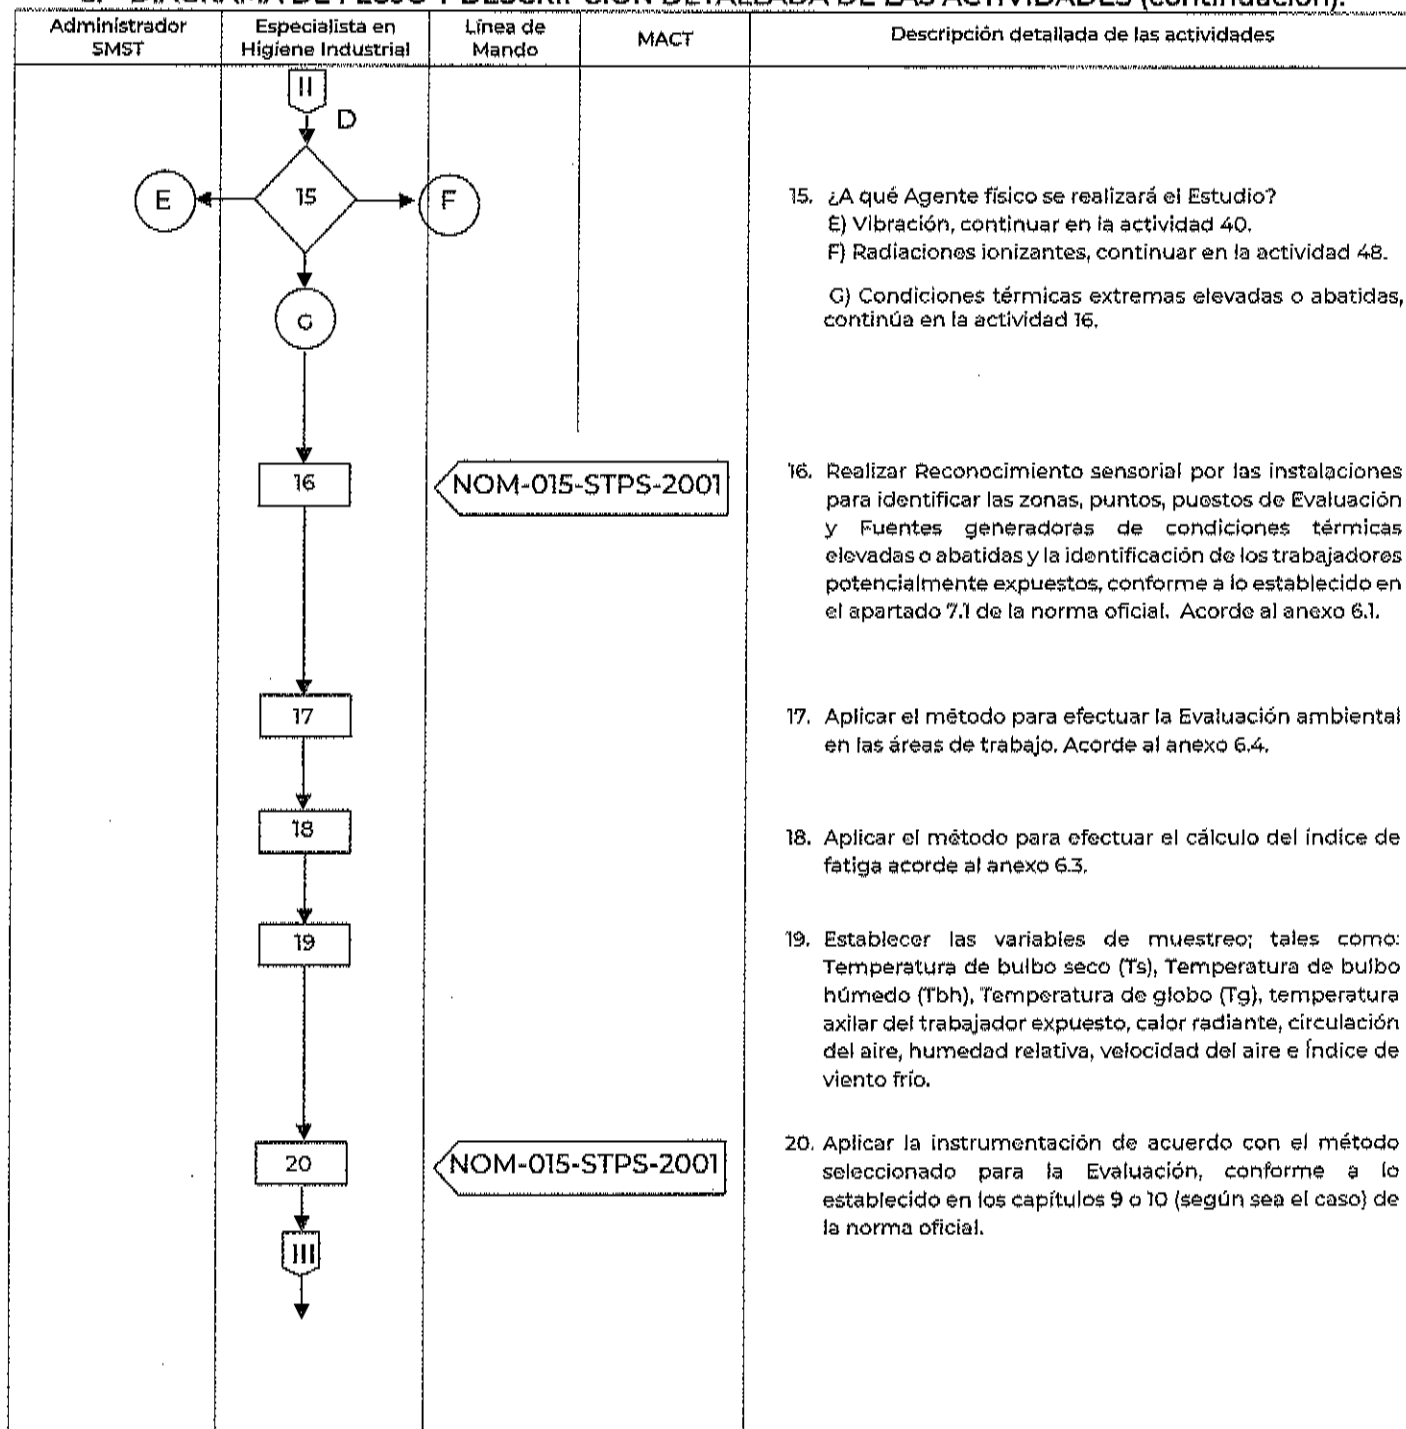 DIAGRAMA DE FLUJO Y DESCRIPCIÓN DETALLADA DE LAS ACTIVIDADES (continuación).
Administrador
SMST
Especialista en
Higiene Industrial
Línea de
Mando
MACT
Descripción detallada de las actividades
II
D
E
15
F
G
16
NOM-015-STPS-2001
17
18
19
20
NOM-015-STPS-2001
III
15. ¿A qué Agente físico se realizará el Estudio?
E) Vibración, continuar en la actividad 40.
F) Radiaciones ionizantes, continuar en la actividad 48.
G) Condiciones térmicas extremas elevadas o abatidas,
continúa en la actividad 16.
16. Realizar Reconocimiento sensorial por las instalaciones
para identificar las zonas, puntos, puestos de Evaluación
y Fuentes generadoras de condiciones térmicas
elevadas o abatidas y la identificación de los trabajadores
potencialmente expuestos, conforme a lo establecido en
el apartado 7.1 de la norma oficial. Acorde al anexo 6.1.
17. Aplicar el método para efectuar la Evaluación ambiental
en las áreas de trabajo. Acorde al anexo 6.4.
18. Aplicar el método para efectuar el cálculo del índice de
fatiga acorde al anexo 6.3.
19. Establecer las variables de muestreo; tales como:
Temperatura de bulbo seco (Ts), Temperatura de bulbo
húmedo (Tbh), Temperatura de globo (Tg), temperatura
axilar del trabajador expuesto, calor radiante, circulación
del aire, humedad relativa, velocidad del aire e Índice de
viento frío.
20. Aplicar la instrumentación de acuerdo con el método
seleccionado para la Evaluación, conforme a lo
establecido en los capítulos 9 o 10 (según sea el caso) de
la norma oficial.